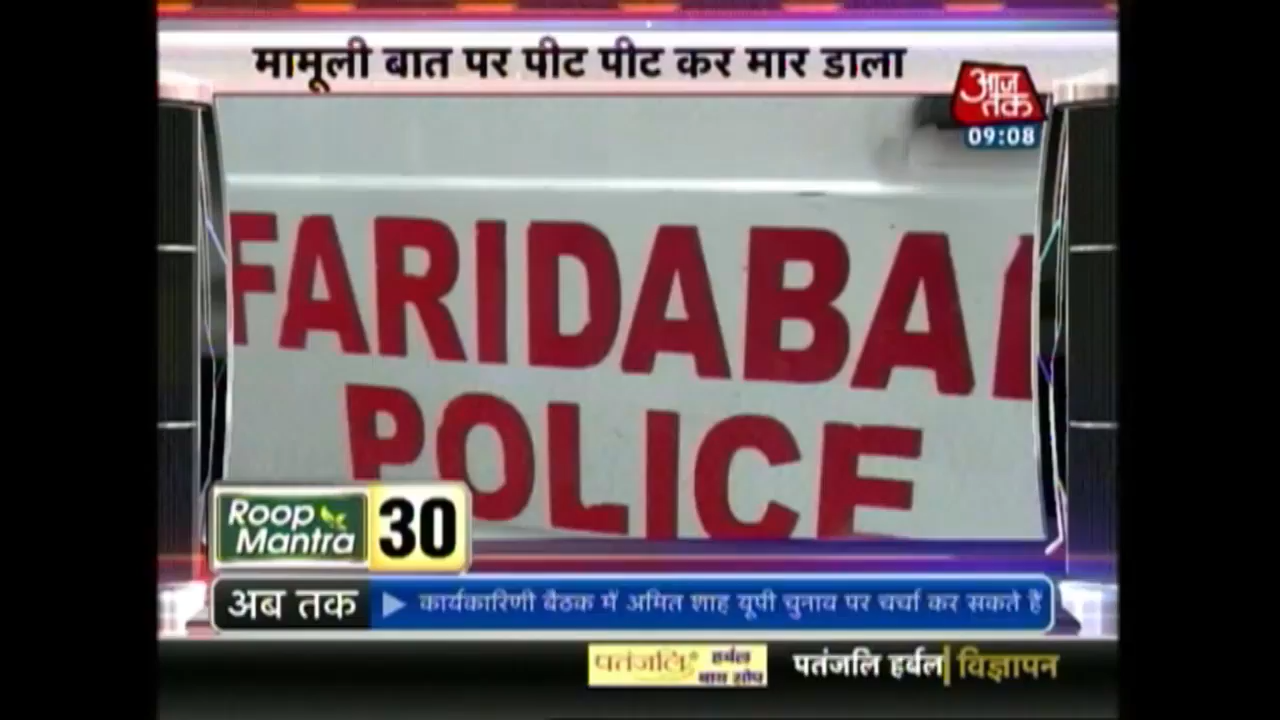 मामूली बात पर पीट पीट कर मार डाला
आज
तक
09:08
FARIDABA
POLICE
Roop
Mantra
30
अब तक
कार्यकारिणी बैठक में अमित शाह यूपी चुनाव पर चर्चा कर सकते हैं
पतंजलि®
हर्बल
बाथ सोप
पतंजलि हर्बल
विज्ञापन